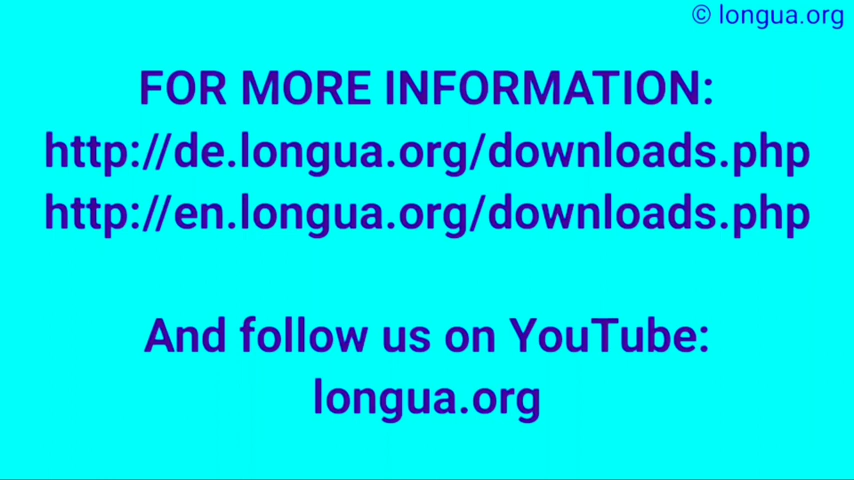 © longua.org
FOR MORE INFORMATION:
http://de.longua.org/downloads.php
http://en.longua.org/downloads.php
And follow us on YouTube:
longua.org